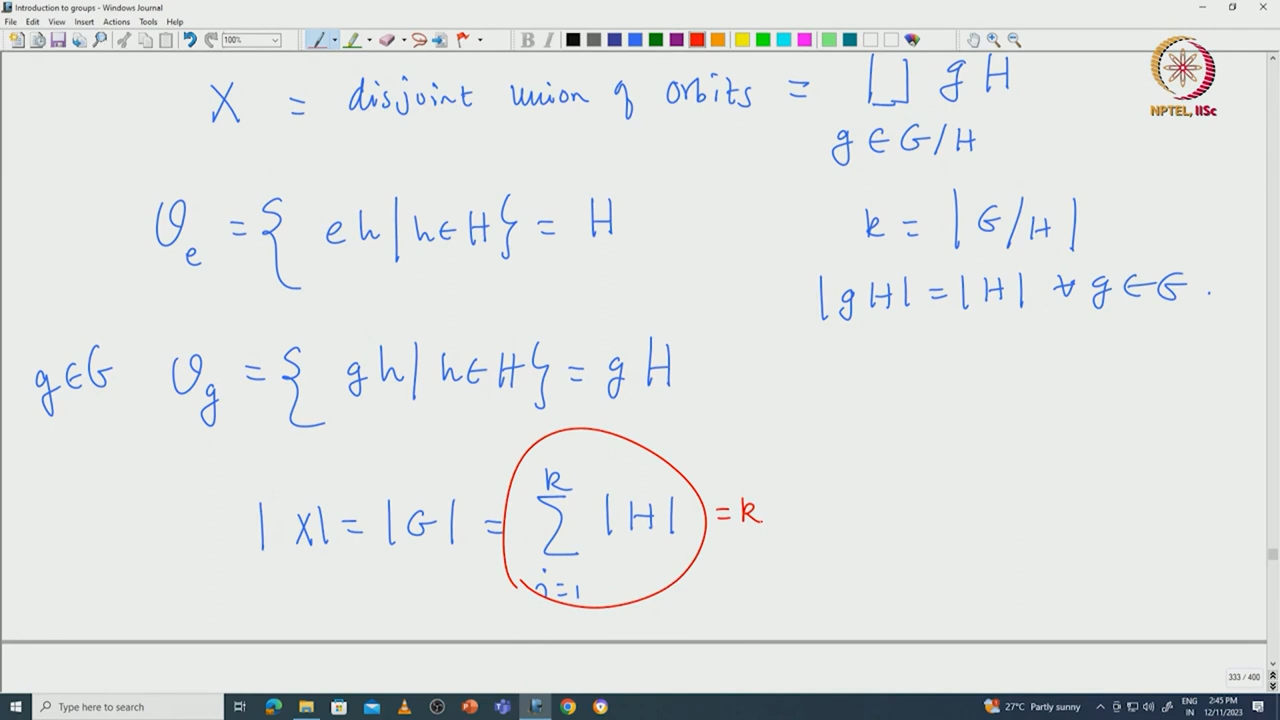 Introduction to groups - Windows Journal
File Edit View Insert Actions Tools Help
100%
B I
NPTEL, IISc
X = disjoint union of orbits = ⨆ gH
g ∈ G/H
O_e = { eh | h ∈ H } = H
k = |G/H|
|gH| = |H| ∀ g ∈ G.
g ∈ G O_g = { gh | h ∈ H } = gH
k
|X| = |G| = ∑ |H| = k
j=1
333 / 400
Type here to search
27°C Partly sunny
ENG
IN
2:45 PM
12/11/2023